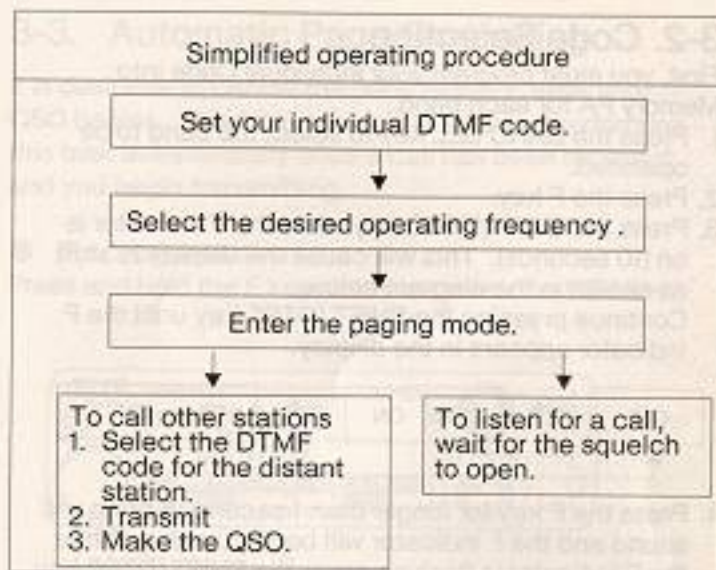 Simplified operating procedure
Set your individual DTMF code.
Select the desired operating frequency.
Enter the paging mode.
To call other stations
1. Select the DTMF
code for the distant
station.
2. Transmit
3. Make the QSO.
To listen for a call,
wait for the squelch
to open.